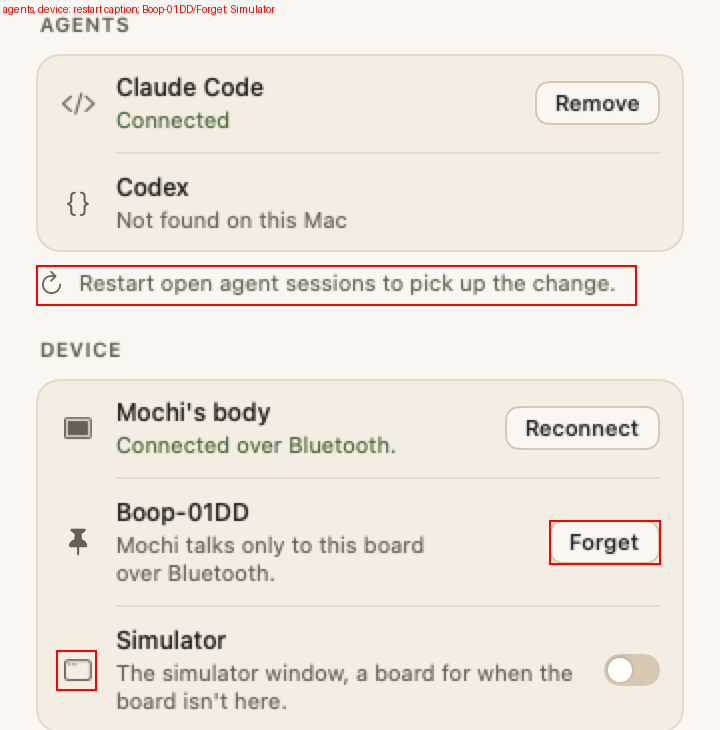 agents, device: restart caption; Boop-01DD/Forget; Simulator
AGENTS
Claude Code
Connected
Remove
Codex
Not found on this Mac
Restart open agent sessions to pick up the change.
DEVICE
Mochi's body
Connected over Bluetooth.
Reconnect
Boop-01DD
Mochi talks only to this board
over Bluetooth.
Forget
Simulator
The simulator window, a board for when the
board isn't here.